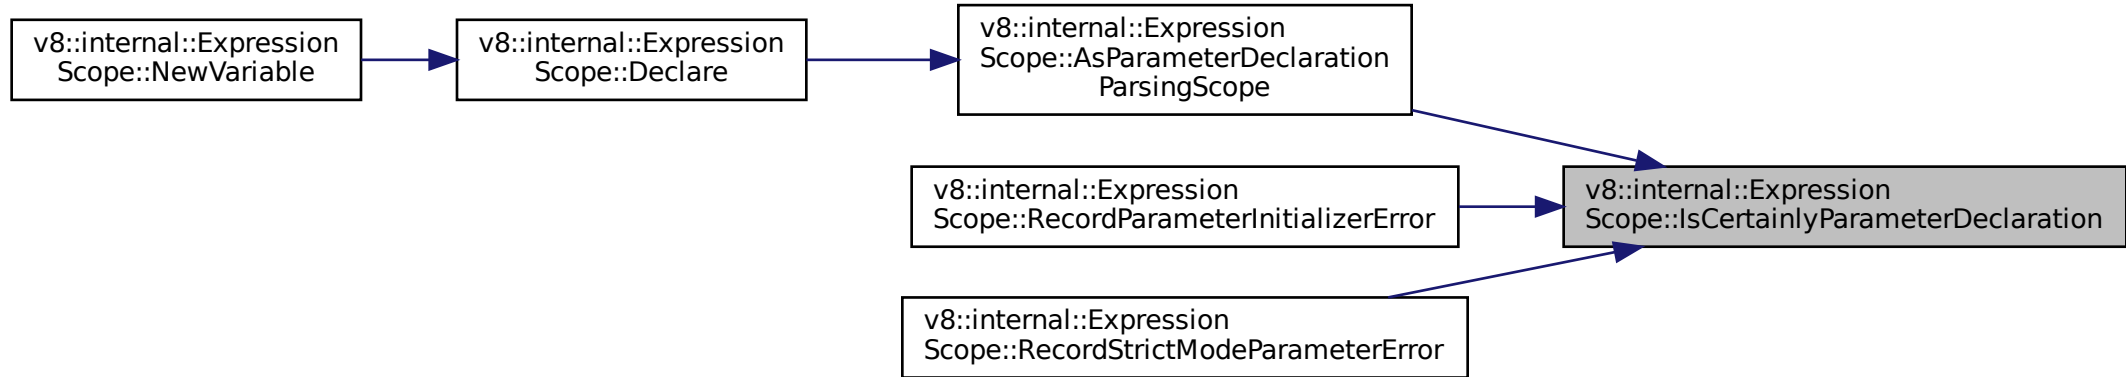 v8::internal::Expression
Scope::NewVariable
v8::internal::Expression
Scope::Declare
v8::internal::Expression
Scope::AsParameterDeclaration
ParsingScope
v8::internal::Expression
Scope::RecordParameterInitializerError
v8::internal::Expression
Scope::RecordStrictModeParameterError
v8::internal::Expression
Scope::IsCertainlyParameterDeclaration